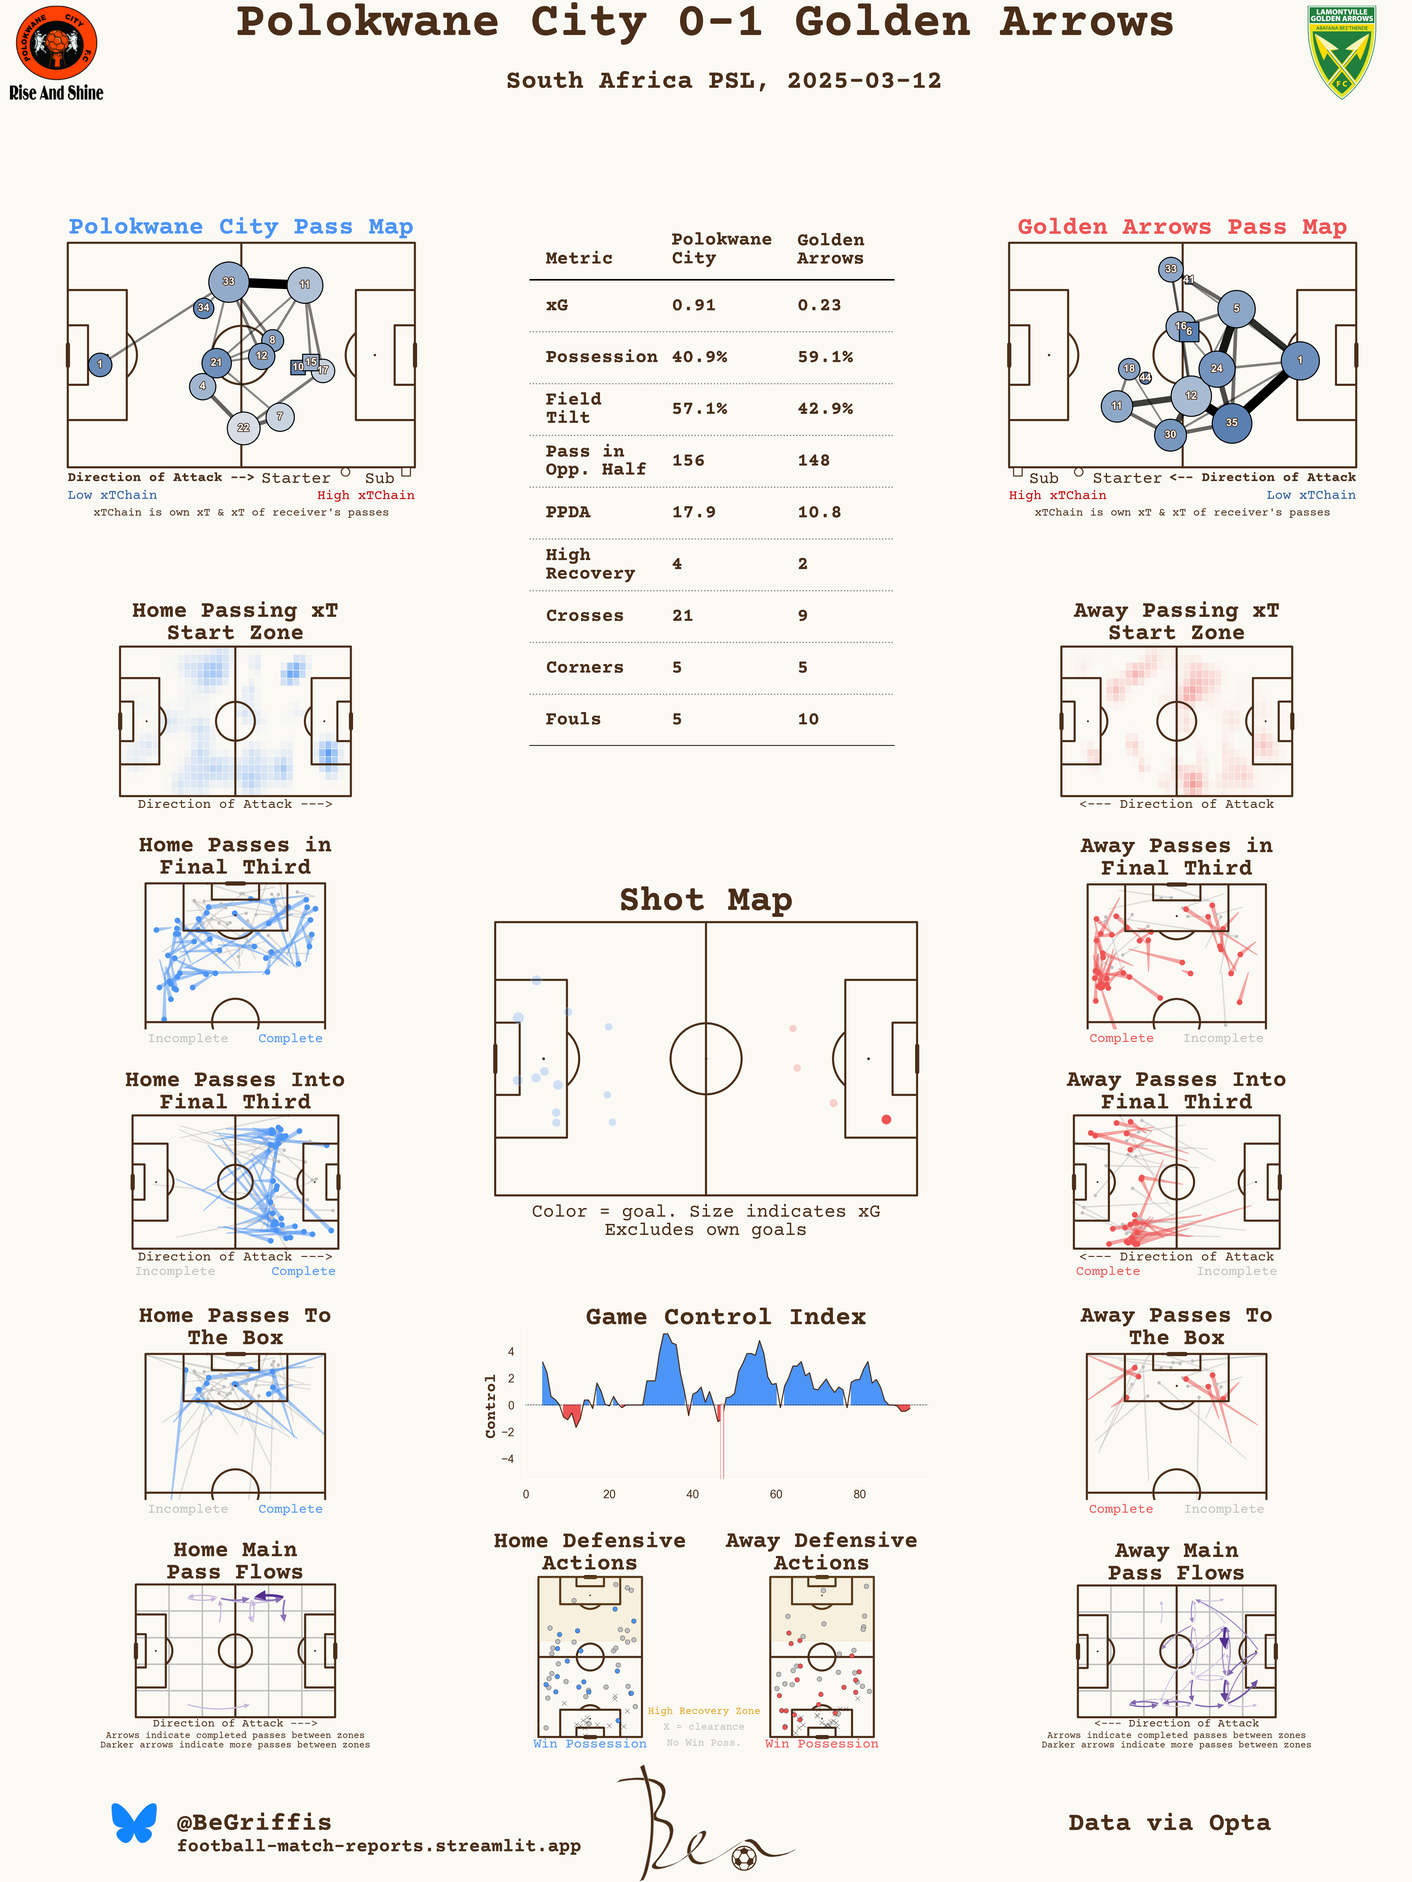 Polokwane City 0-1 Golden Arrows
South Africa PSL, 2025-03-12
POLOKWANE CITY F.C
Rise And Shine
LAMONTVILLE
GOLDEN ARROWS
ABAFANA BES'THENDE
FC
Polokwane City Pass Map
33
11
34
8
12
21
1
10
15
17
4
7
22
Direction of Attack --> Starter Sub
Low xTChain High xTChain
xTChain is own xT & xT of receiver's passes
Metric Polokwane City Golden Arrows
xG 0.91 0.23
Possession 40.9% 59.1%
Field Tilt 57.1% 42.9%
Pass in Opp. Half 156 148
PPDA 17.9 10.8
High Recovery 4 2
Crosses 21 9
Corners 5 5
Fouls 5 10
Golden Arrows Pass Map
33
41
5
16
6
1
18
44
24
12
11
35
30
Sub Starter <-- Direction of Attack
High xTChain Low xTChain
xTChain is own xT & xT of receiver's passes
Home Passing xT
Start Zone
Direction of Attack --->
Away Passing xT
Start Zone
<--- Direction of Attack
Home Passes in
Final Third
Incomplete Complete
Away Passes in
Final Third
Complete Incomplete
Shot Map
Color = goal. Size indicates xG
Excludes own goals
Home Passes Into
Final Third
Direction of Attack --->
Incomplete Complete
Away Passes Into
Final Third
<--- Direction of Attack
Complete Incomplete
Home Passes To
The Box
Incomplete Complete
Game Control Index
Control
4
2
0
−2
−4
0 20 40 60 80
Away Passes To
The Box
Complete Incomplete
Home Main
Pass Flows
Direction of Attack --->
Arrows indicate completed passes between zones
Darker arrows indicate more passes between zones
Home Defensive
Actions
Win Possession
Away Defensive
Actions
Win Possession
High Recovery Zone
X = clearance
No Win Poss.
Away Main
Pass Flows
<--- Direction of Attack
Arrows indicate completed passes between zones
Darker arrows indicate more passes between zones
@BeGriffis
football-match-reports.streamlit.app
Ben
Data via Opta